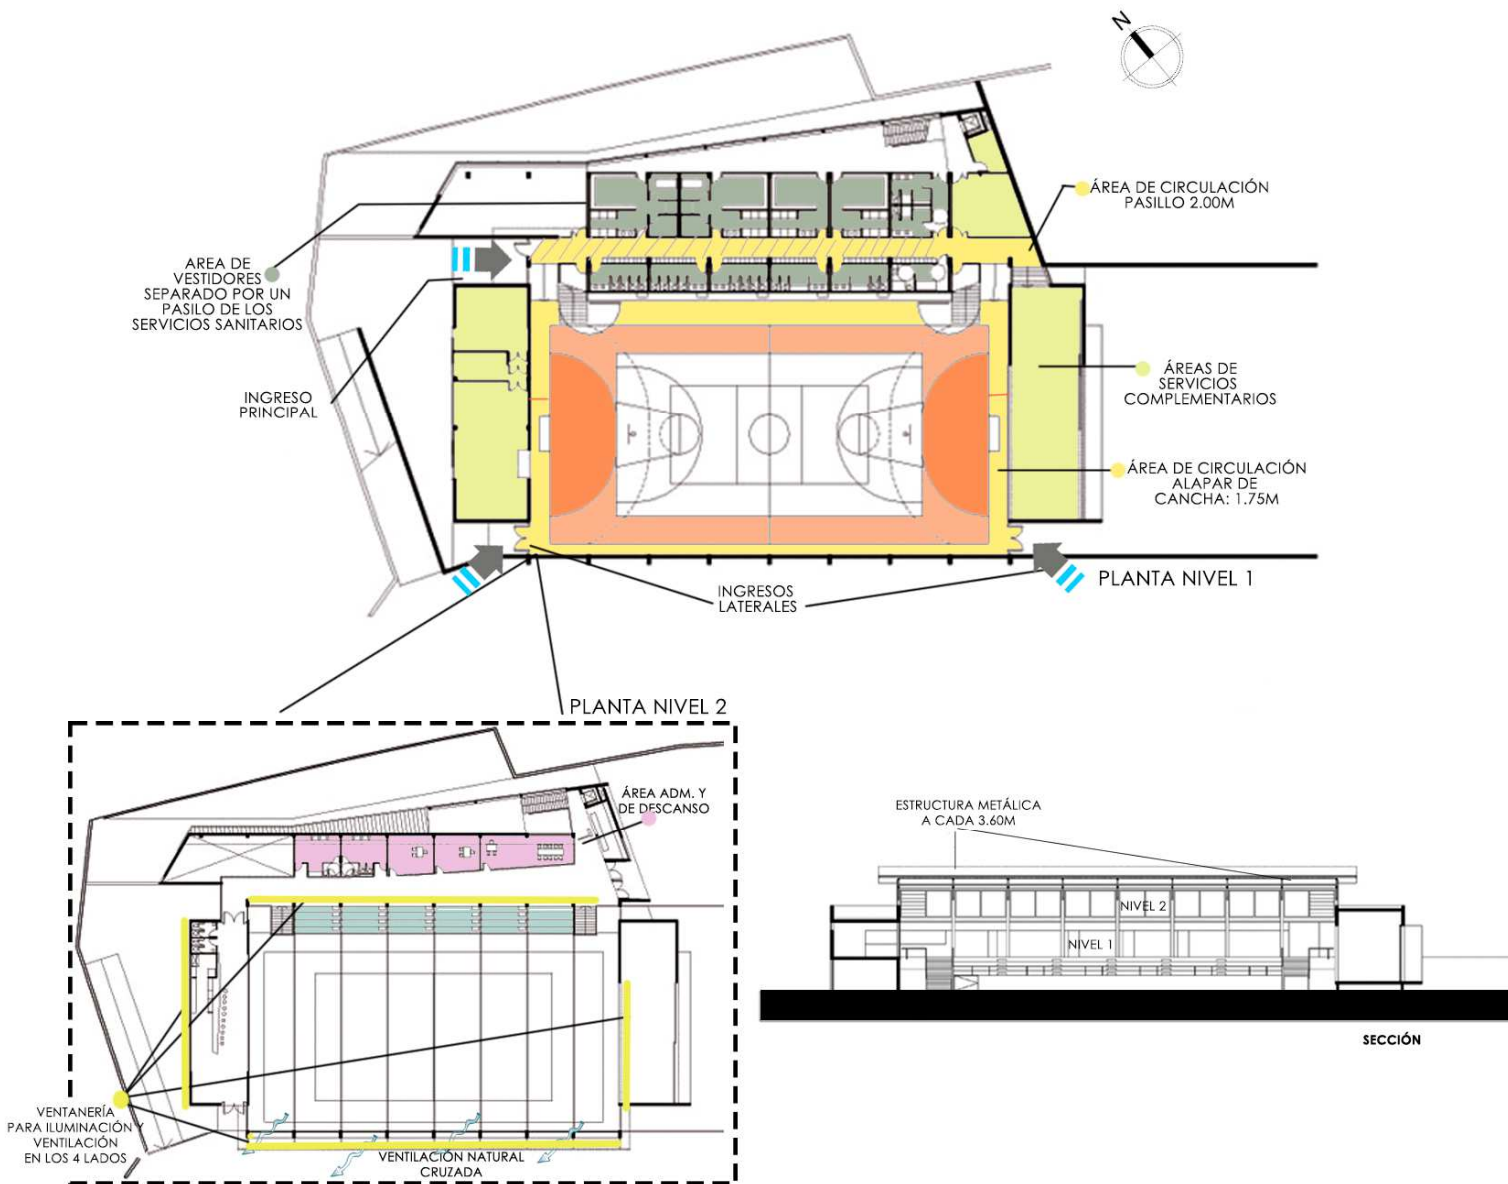 N
ÁREA DE CIRCULACIÓN
PASILLO 2.00M
AREA DE
VESTIDORES
SEPARADO POR UN
PASILO DE LOS
SERVICIOS SANITARIOS
INGRESO
PRINCIPAL
ÁREAS DE
SERVICIOS
COMPLEMENTARIOS
ÁREA DE CIRCULACIÓN
ALAPAR DE
CANCHA: 1.75M
INGRESOS
LATERALES
PLANTA NIVEL 1
PLANTA NIVEL 2
ÁREA ADM. Y
DE DESCANSO
VENTANERÍA
PARA ILUMINACIÓN Y
VENTILACIÓN
EN LOS 4 LADOS
VENTILACIÓN NATURAL
CRUZADA
ESTRUCTURA METÁLICA
A CADA 3.60M
NIVEL 2
NIVEL 1
SECCIÓN